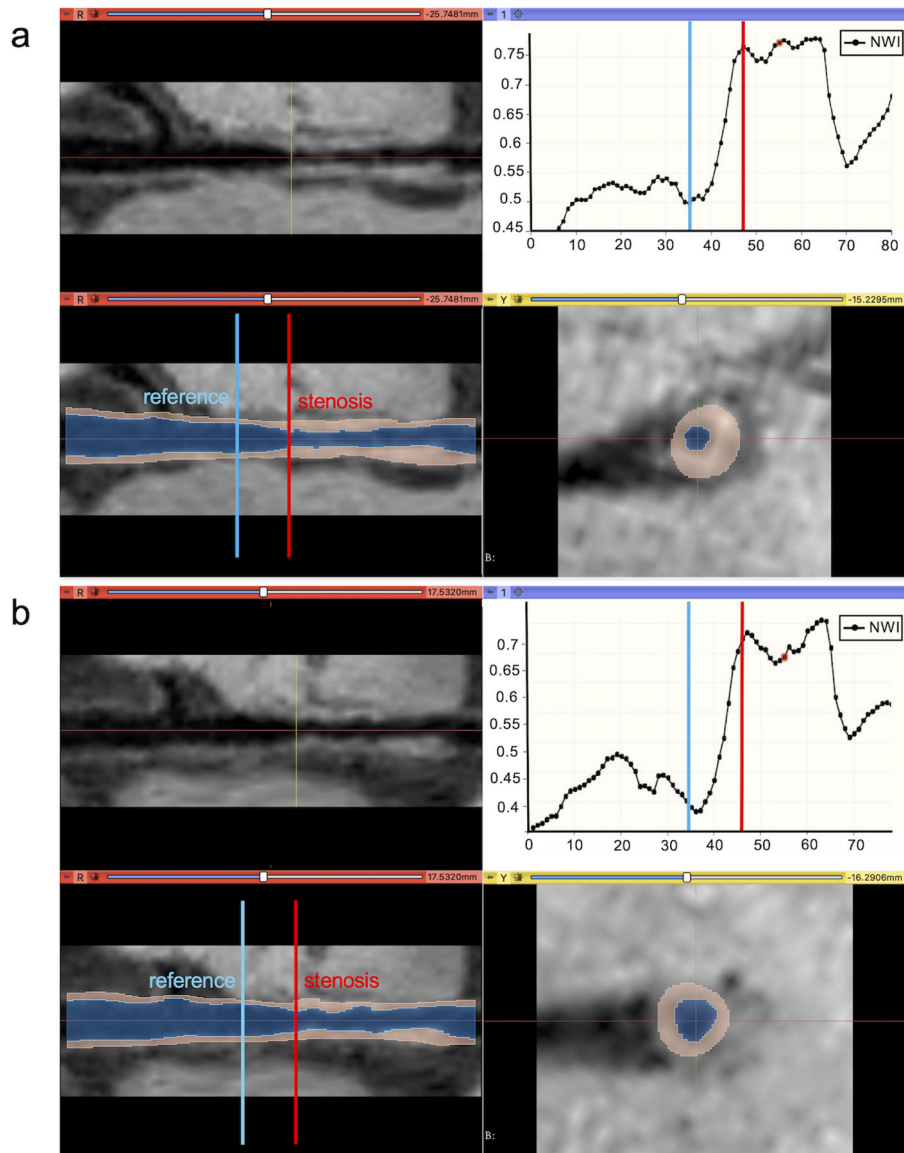 a
R -25.7481mm
1
NWI
0.75
0.7
0.65
0.6
0.55
0.5
0.45
0 10 20 30 40 50 60 70 80
R -25.7481mm
reference
stenosis
Y -15.2295mm
B:
b
R 17.5320mm
1
NWI
0.7
0.65
0.6
0.55
0.5
0.45
0.4
0 10 20 30 40 50 60 70
R 17.5320mm
reference
stenosis
Y -16.2906mm
B: